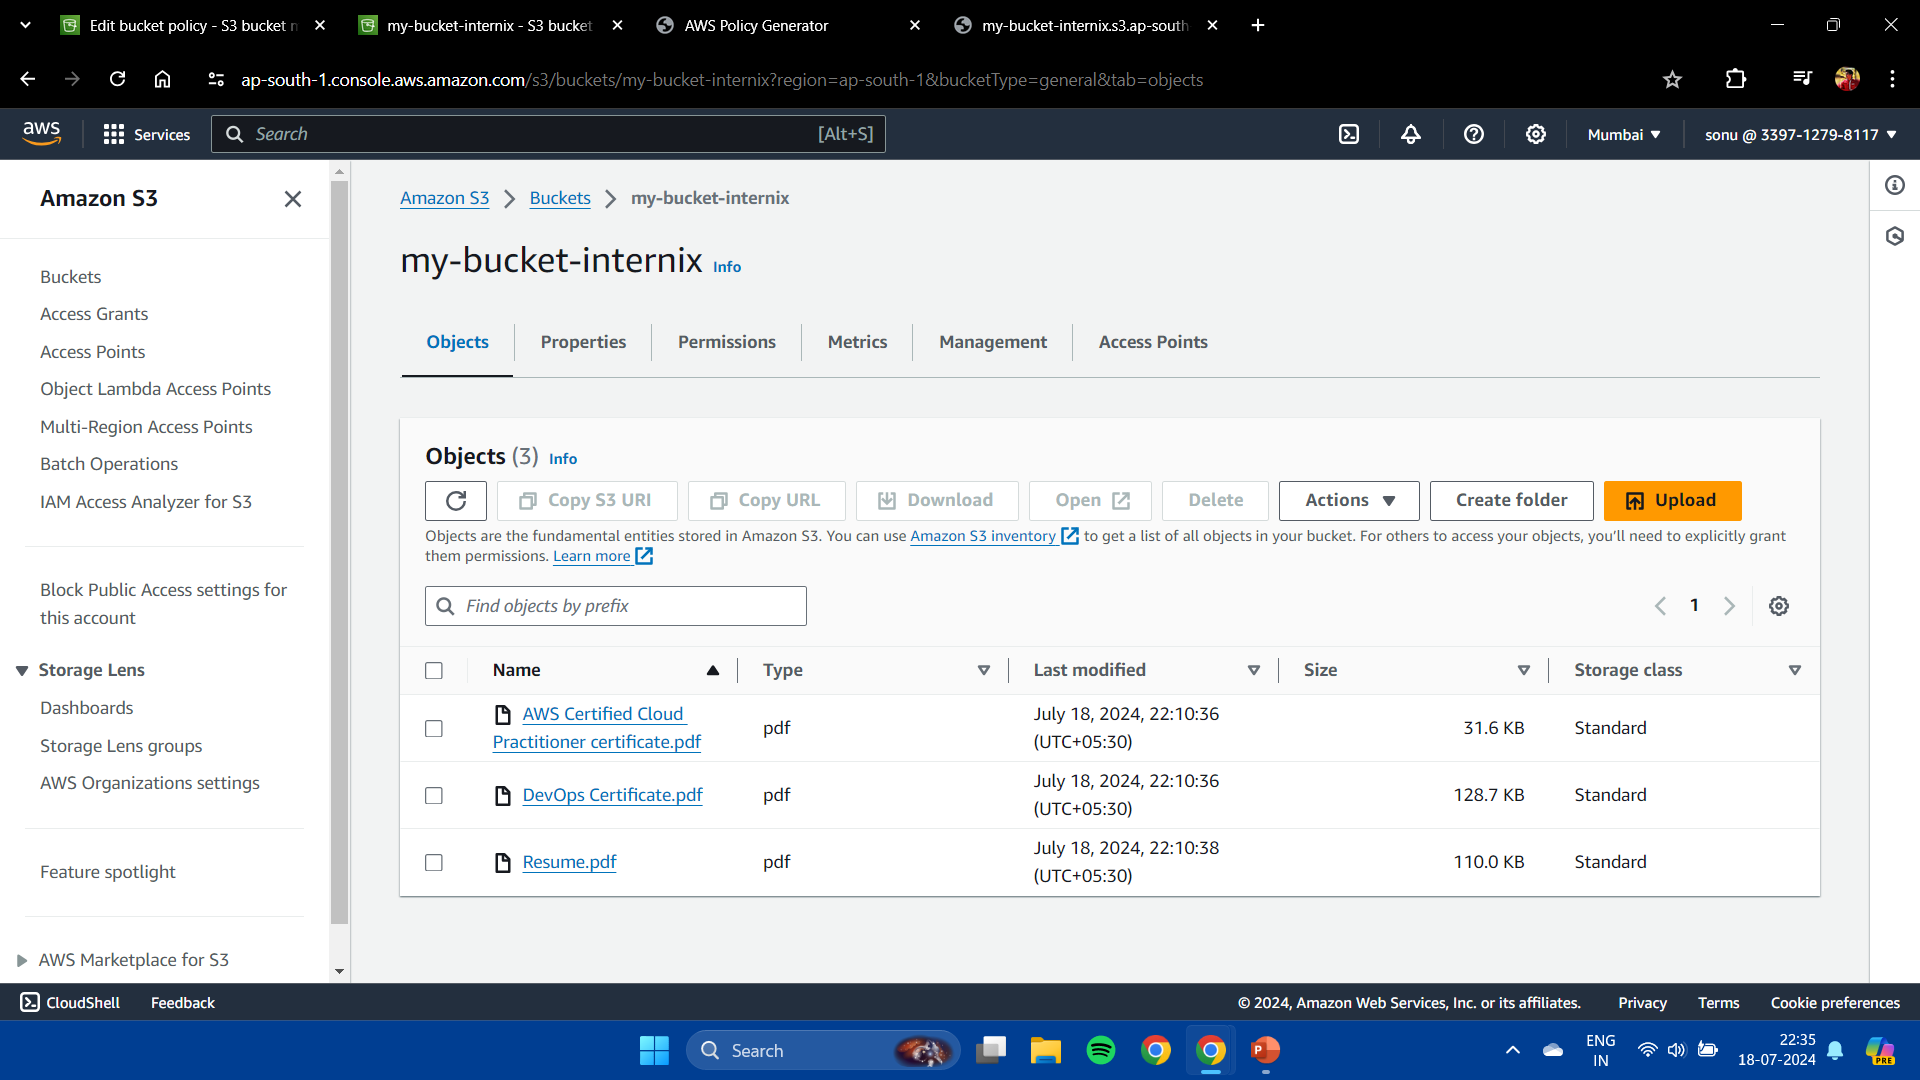 Edit bucket policy - S3 bucket m
my-bucket-internix - S3 bucket
AWS Policy Generator
my-bucket-internix.s3.ap-south
ap-south-1.console.aws.amazon.com/s3/buckets/my-bucket-internix?region=ap-south-1&bucketType=general&tab=objects
aws
Services
Search
[Alt+S]
Mumbai
sonu @ 3397-1279-8117
Amazon S3
Buckets
Access Grants
Access Points
Object Lambda Access Points
Multi-Region Access Points
Batch Operations
IAM Access Analyzer for S3
Block Public Access settings for
this account
Storage Lens
Dashboards
Storage Lens groups
AWS Organizations settings
Feature spotlight
AWS Marketplace for S3
Amazon S3 > Buckets > my-bucket-internix
my-bucket-internix Info
Objects
Properties
Permissions
Metrics
Management
Access Points
Objects (3) Info
Copy S3 URI
Copy URL
Download
Open
Delete
Actions
Create folder
Upload
Objects are the fundamental entities stored in Amazon S3. You can use Amazon S3 inventory to get a list of all objects in your bucket. For others to access your objects, you'll need to explicitly grant
them permissions. Learn more
Find objects by prefix
1
Name Type Last modified Size Storage class
AWS Certified Cloud
Practitioner certificate.pdf
pdf
July 18, 2024, 22:10:36
(UTC+05:30)
31.6 KB
Standard
DevOps Certificate.pdf
pdf
July 18, 2024, 22:10:36
(UTC+05:30)
128.7 KB
Standard
Resume.pdf
pdf
July 18, 2024, 22:10:38
(UTC+05:30)
110.0 KB
Standard
CloudShell
Feedback
© 2024, Amazon Web Services, Inc. or its affiliates.
Privacy
Terms
Cookie preferences
Search
P
ENG
IN
22:35
18-07-2024
PRE